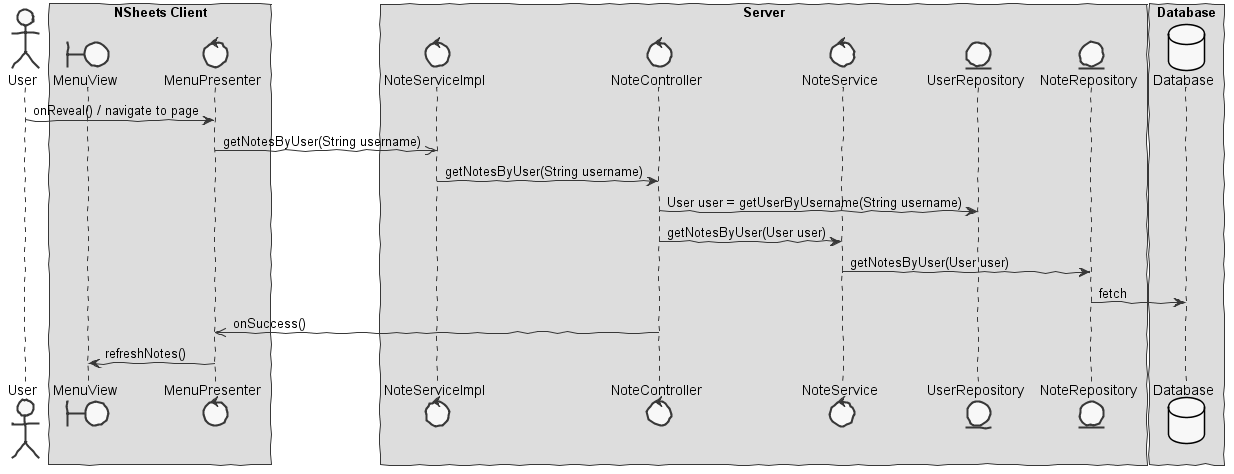 NSheets Client
Server
Database
User
MenuView
MenuPresenter
NoteServiceImpl
NoteController
NoteService
UserRepository
NoteRepository
Database
onReveal() / navigate to page
getNotesByUser(String username)
getNotesByUser(String username)
User user = getUserByUsername(String username)
getNotesByUser(User user)
getNotesByUser(User user)
fetch
onSuccess()
refreshNotes()
User
MenuView
MenuPresenter
NoteServiceImpl
NoteController
NoteService
UserRepository
NoteRepository
Database